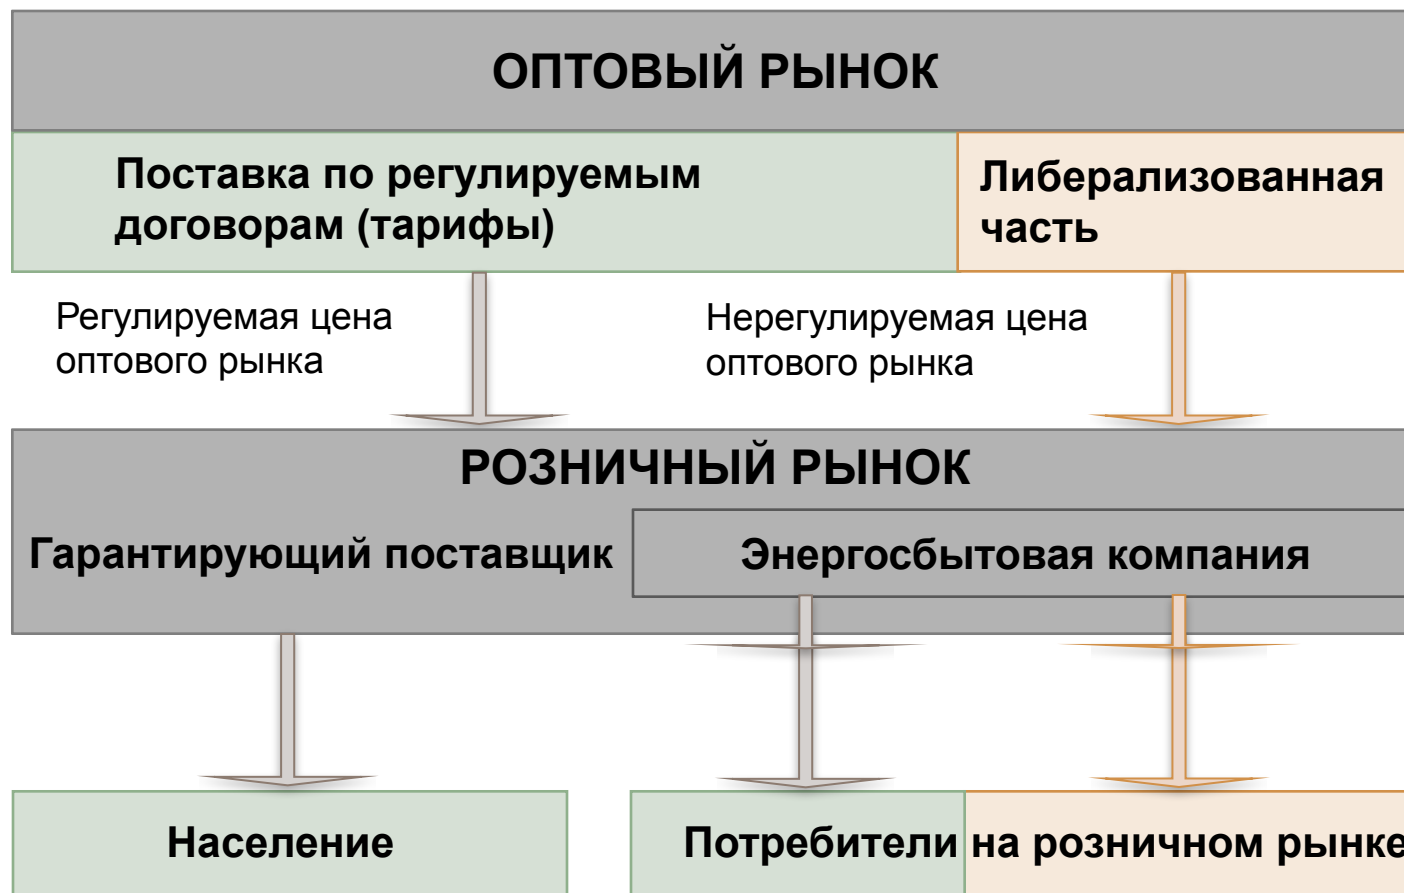 ОПТОВЫЙ РЫНОК
Поставка по регулируемым
договорам (тарифы)
Либерализованная
часть
Регулируемая цена
оптового рынка
Нерегулируемая цена
оптового рынка
РОЗНИЧНЫЙ РЫНОК
Гарантирующий поставщик
Энергосбытовая компания
Население
Потребители на розничном рынке